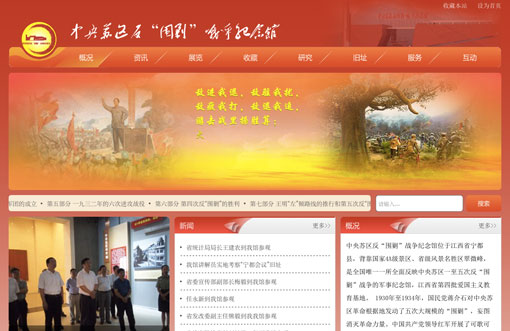 收藏本站 设为首页
中央苏区反“围剿”战争纪念馆
概况 资讯 展览 收藏 研究 旧址 服务 互动
敌进我退，敌驻我扰，
敌疲我打，敌退我追，
游击战里操胜算；
大
军团的成立 • 第五部分 一九三二年的六次进攻战役 • 第六部分 第四次反“围剿”的胜利 • 第七部分 王明“左”倾路线的推行和第五次反“围
请输入... 搜索
新闻 更多>>
省统计局局长王建农到我馆参观
我馆讲解员实地考察“宁都会议”旧址
省委宣传部副部长梅毅到我馆参观
任永新到我馆参观
省发改委副主任熊毅到我馆参观
概况 更多>>
中央苏区反“围剿”战争纪念馆位于江西省宁都
县，背靠国家4A级景区、省级风景名胜区翠微峰，
是全国唯一一所全面反映中央苏区一至五次反“围
剿”战争的军事纪念馆，江西省第四批爱国主义教
育基地。 1930年至1934年，国民党蒋介石对中央苏
区革命根据地发动了五次大规模的“围剿”，妄图
消灭革命力量。中国共产党领导红军展开了可歌可